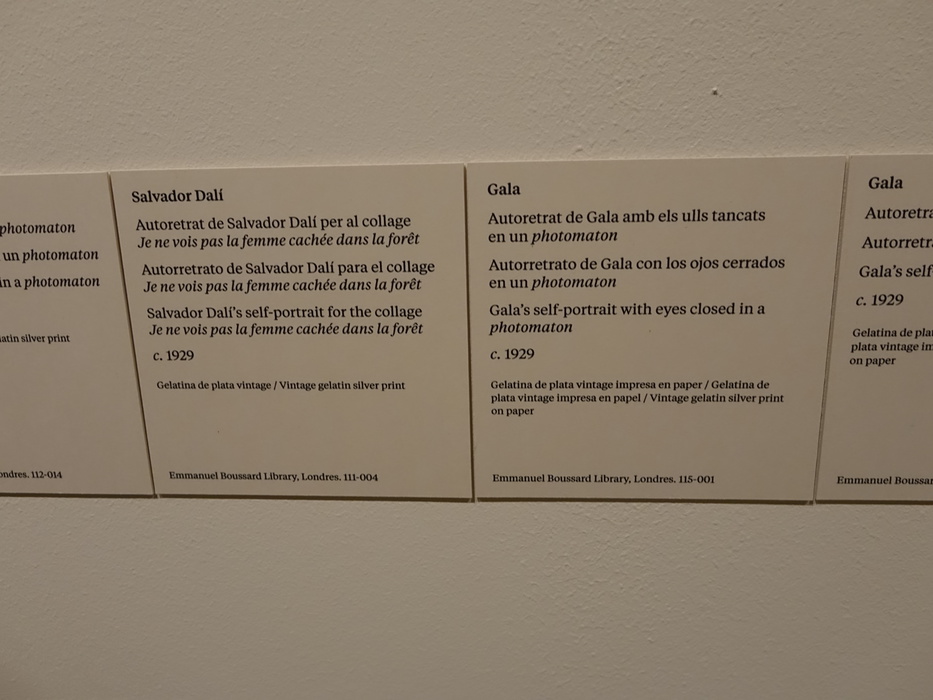 photomaton
un photomaton
in a photomaton
silver print
112-014
Salvador Dalí
Autoretrat de Salvador Dalí per al collage
Je ne vois pas la femme cachée dans la forêt
Autorretrato de Salvador Dalí para el collage
Je ne vois pas la femme cachée dans la forêt
Salvador Dalí's self-portrait for the collage
Je ne vois pas la femme cachée dans la forêt
c. 1929
Gelatina de plata vintage / Vintage gelatin silver print
Emmanuel Boussard Library, Londres. 111-004
Gala
Autoretrat de Gala amb els ulls tancats
en un photomaton
Autorretrato de Gala con los ojos cerrados
en un photomaton
Gala's self-portrait with eyes closed in a
photomaton
c. 1929
Gelatina de plata vintage impresa en paper / Gelatina de
plata vintage impresa en papel / Vintage gelatin silver print
on paper
Emmanuel Boussard Library, Londres. 115-001
Gala
Gala's self
c. 1929
Gelatina de
plata vintage
on paper
Emmanuel